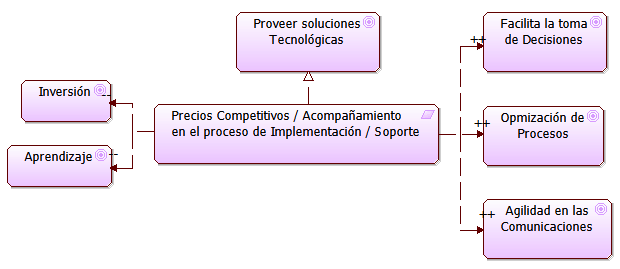 Proveer soluciones
Tecnológicas
Facilita la toma
de Decisiones
++
Inversión
--
Precios Competitivos / Acompañamiento
en el proceso de Implementación / Soporte
Opmización de
Procesos
++
Aprendizaje
--
Agilidad en las
Comunicaciones
++